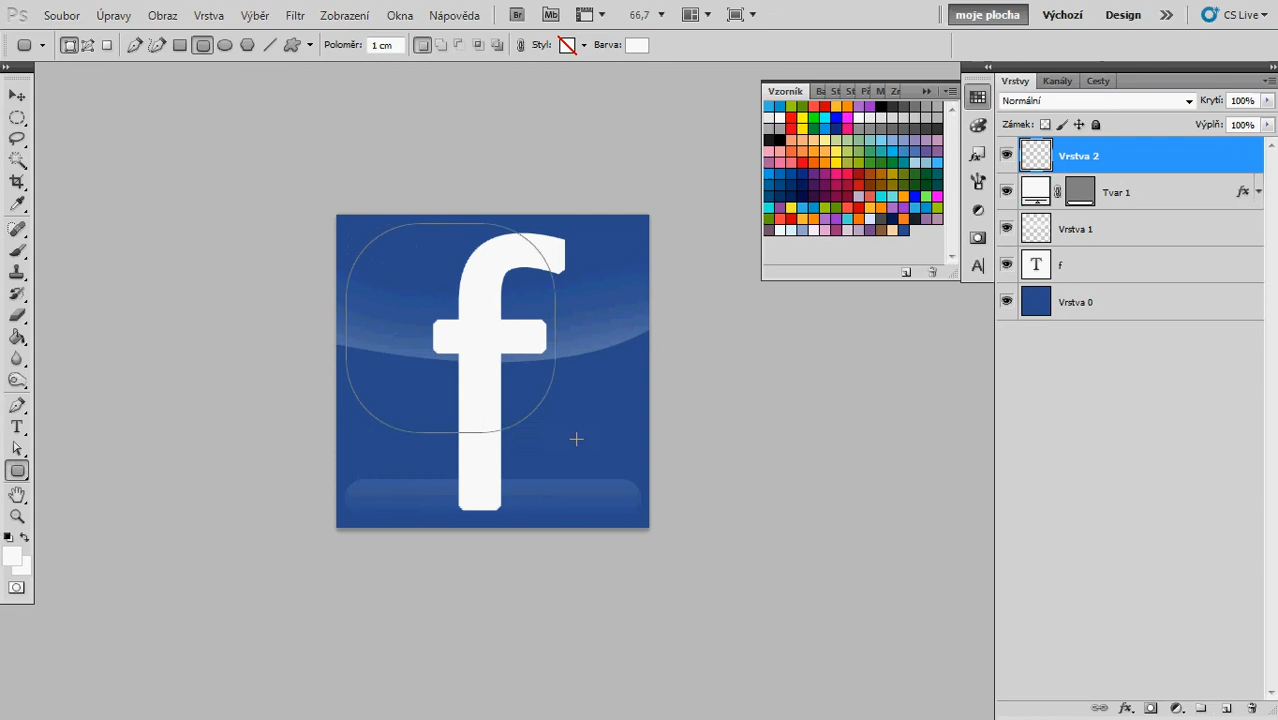 Ps Soubor Úpravy Obraz Vrstva Výběr Filtr Zobrazení Okna Nápověda Br Mb 66,7 moje plocha Výchozí Design CS Live
Poloměr: 1 cm Styl: Barva:
Vzorník
Vrstvy Kanály Cesty
Normální Krytí: 100%
Zámek: Výplň: 100%
Vrstva 2
Tvar 1 fx
Vrstva 1
T f
Vrstva 0
f